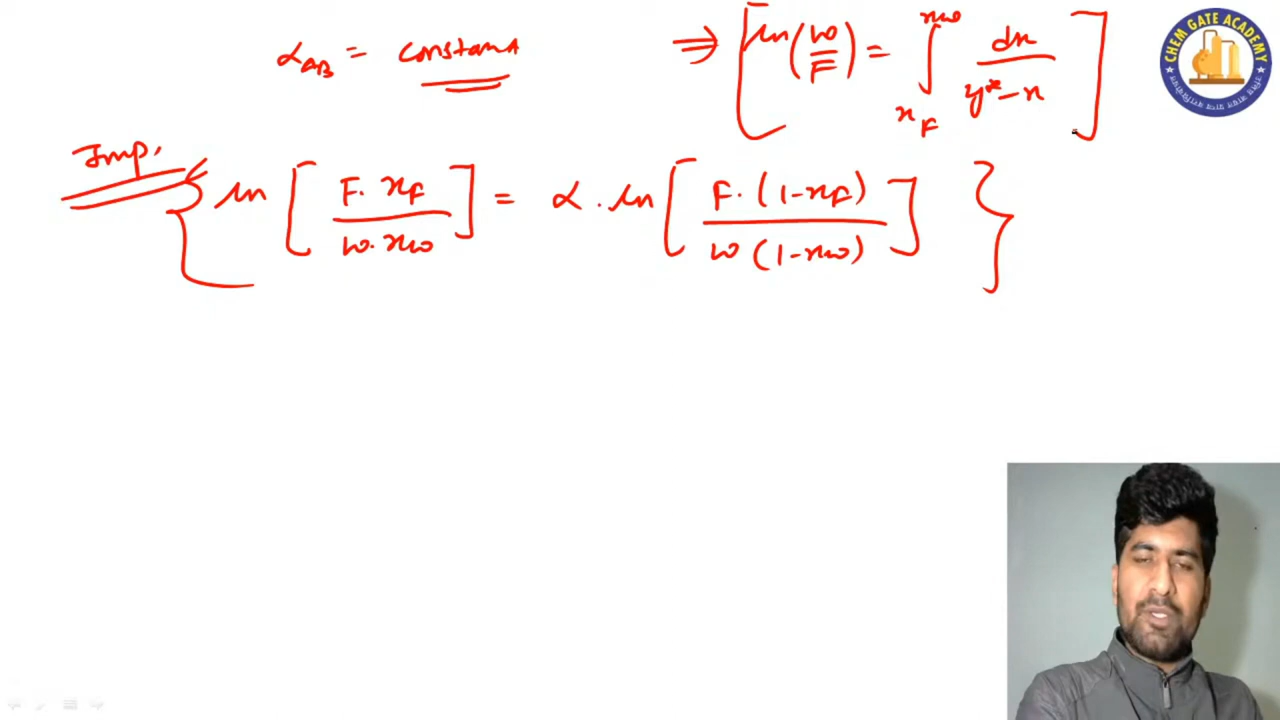 α_AB = constant ⇒ [ln(w/F) = ∫_{x_F}^{x_w} dx/(y* - x)]
Imp.
{ln [F. x_F / w. x_w] = α . ln [F. (1-x_F) / w (1-x_w)]}
CHEM GATE ACADEMY